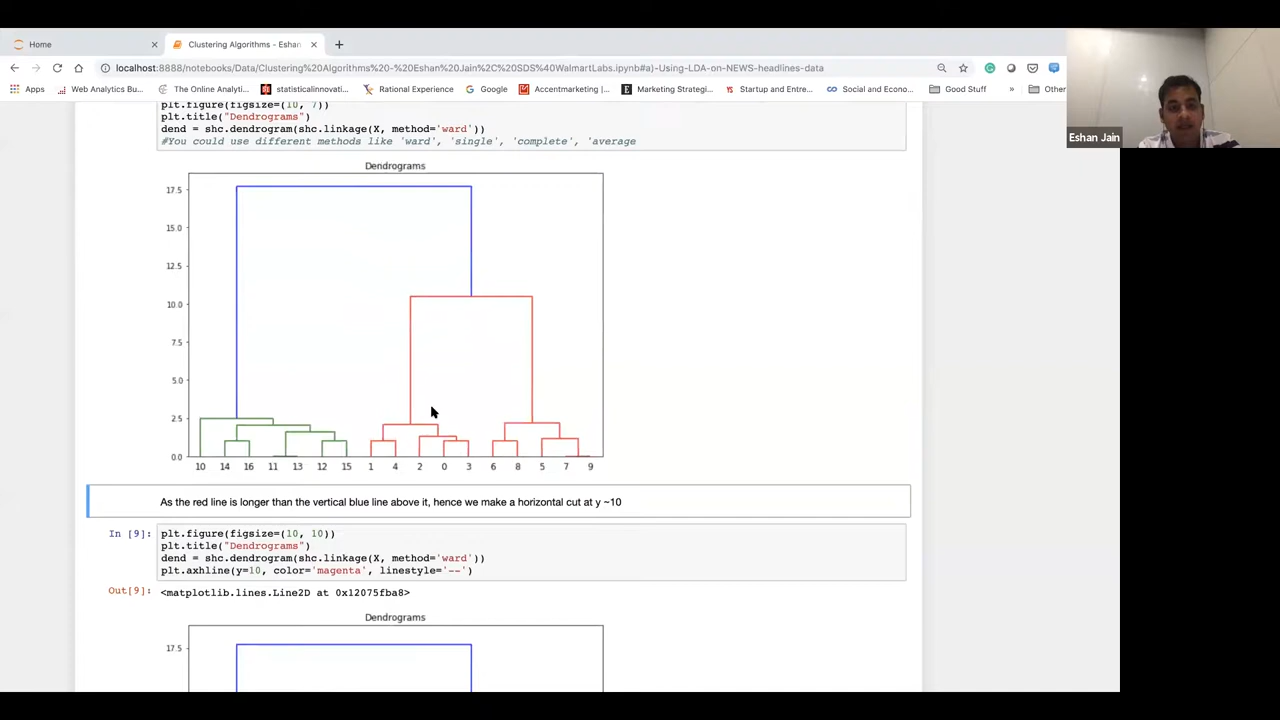 Home
Clustering Algorithms - Eshan
localhost:8888/notebooks/Data/Clustering%20Algorithms%20-%20Eshan%20Jain%2C%20SDS%40WalmartLabs.ipynb#a)-Using-LDA-on-NEWS-headlines-data
Apps Web Analytics Bu... The Online Analyti... statisticalinnovati... Rational Experience Google Accentmarketing |... Marketing Strategi... Startup and Entre... Social and Econo... Good Stuff » Other
Eshan Jain
plt.figure(figsize=(10, 7))
plt.title("Dendrograms")
dend = shc.dendrogram(shc.linkage(X, method='ward'))
#You could use different methods like 'ward', 'single', 'complete', 'average
Dendrograms
17.5
15.0
12.5
10.0
7.5
5.0
2.5
0.0
10 14 16 11 13 12 15 1 4 2 0 3 6 8 5 7 9
As the red line is longer than the vertical blue line above it, hence we make a horizontal cut at y ~10
In [9]: plt.figure(figsize=(10, 10))
plt.title("Dendrograms")
dend = shc.dendrogram(shc.linkage(X, method='ward'))
plt.axhline(y=10, color='magenta', linestyle='--')
Out[9]: <matplotlib.lines.Line2D at 0x12075fba8>
Dendrograms
17.5